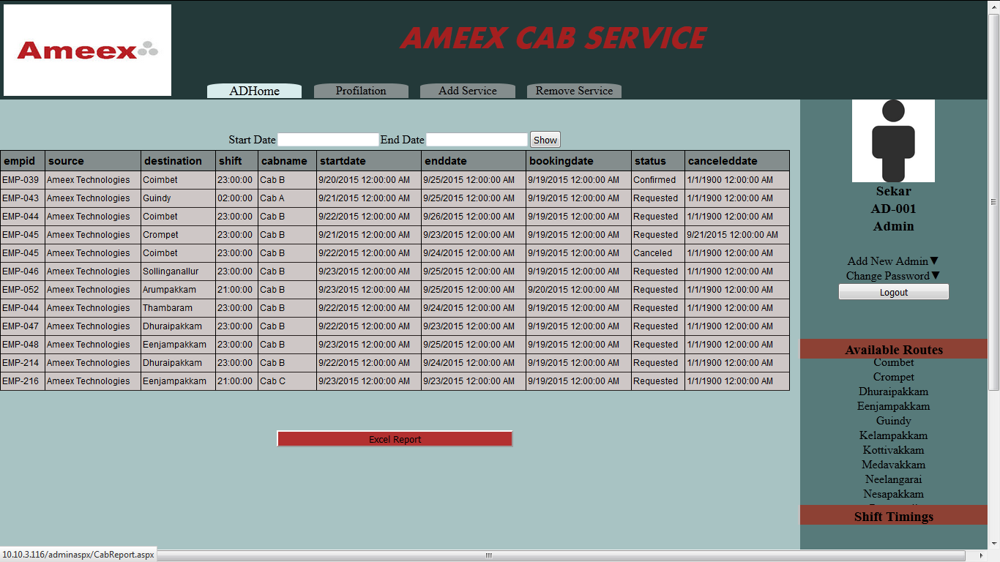 Ameex
AMEEX CAB SERVICE
ADHome Profilation Add Service Remove Service
Start Date End Date Show
empid source destination shift cabname startdate enddate bookingdate status canceleddate
EMP-039 Ameex Technologies Coimbet 23:00:00 Cab B 9/20/2015 12:00:00 AM 9/25/2015 12:00:00 AM 9/19/2015 12:00:00 AM Confirmed 1/1/1900 12:00:00 AM
EMP-043 Ameex Technologies Guindy 02:00:00 Cab A 9/21/2015 12:00:00 AM 9/25/2015 12:00:00 AM 9/19/2015 12:00:00 AM Requested 1/1/1900 12:00:00 AM
EMP-044 Ameex Technologies Coimbet 23:00:00 Cab B 9/22/2015 12:00:00 AM 9/26/2015 12:00:00 AM 9/19/2015 12:00:00 AM Requested 1/1/1900 12:00:00 AM
EMP-045 Ameex Technologies Crompet 23:00:00 Cab B 9/21/2015 12:00:00 AM 9/23/2015 12:00:00 AM 9/19/2015 12:00:00 AM Requested 9/21/2015 12:00:00 AM
EMP-045 Ameex Technologies Coimbet 23:00:00 Cab B 9/22/2015 12:00:00 AM 9/24/2015 12:00:00 AM 9/19/2015 12:00:00 AM Canceled 1/1/1900 12:00:00 AM
EMP-046 Ameex Technologies Sollinganallur 23:00:00 Cab B 9/23/2015 12:00:00 AM 9/25/2015 12:00:00 AM 9/19/2015 12:00:00 AM Requested 1/1/1900 12:00:00 AM
EMP-052 Ameex Technologies Arumpakkam 21:00:00 Cab B 9/23/2015 12:00:00 AM 9/25/2015 12:00:00 AM 9/20/2015 12:00:00 AM Requested 1/1/1900 12:00:00 AM
EMP-044 Ameex Technologies Thambaram 23:00:00 Cab B 9/22/2015 12:00:00 AM 9/24/2015 12:00:00 AM 9/19/2015 12:00:00 AM Requested 1/1/1900 12:00:00 AM
EMP-047 Ameex Technologies Dhuraipakkam 23:00:00 Cab B 9/22/2015 12:00:00 AM 9/23/2015 12:00:00 AM 9/19/2015 12:00:00 AM Requested 1/1/1900 12:00:00 AM
EMP-048 Ameex Technologies Eenjampakkam 23:00:00 Cab B 9/23/2015 12:00:00 AM 9/25/2015 12:00:00 AM 9/19/2015 12:00:00 AM Requested 1/1/1900 12:00:00 AM
EMP-214 Ameex Technologies Dhuraipakkam 23:00:00 Cab B 9/22/2015 12:00:00 AM 9/24/2015 12:00:00 AM 9/19/2015 12:00:00 AM Requested 1/1/1900 12:00:00 AM
EMP-216 Ameex Technologies Eenjampakkam 21:00:00 Cab C 9/23/2015 12:00:00 AM 9/23/2015 12:00:00 AM 9/19/2015 12:00:00 AM Requested 1/1/1900 12:00:00 AM
Excel Report
Sekar
AD-001
Admin
Add New Admin▼
Change Password▼
Logout
Available Routes
Coimbet
Crompet
Dhuraipakkam
Eenjampakkam
Guindy
Kelampakkam
Kottivakkam
Medavakkam
Neelangarai
Nesapakkam
Shift Timings
10.10.3.116/adminaspx/CabReport.aspx